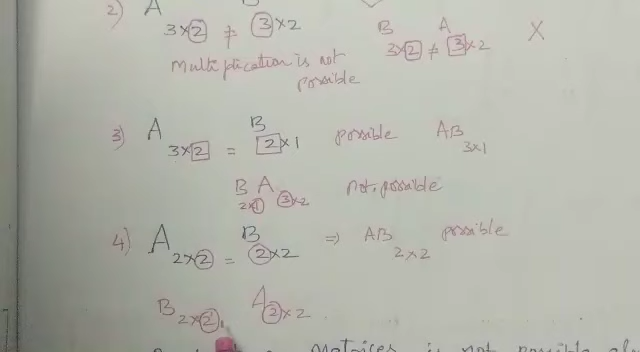 2) A 3×2 ≠ B 3×2 B 3×2 ≠ A 3×2 X
Multiplication is not
possible
3) A 3×2 = B 2×1 possible AB 3×1
B 2×1 A 3×2 not possible
4) A 2×2 = B 2×2 ⇒ AB 2×2 possible
B 2×2. A 2×2
matrices is not possible